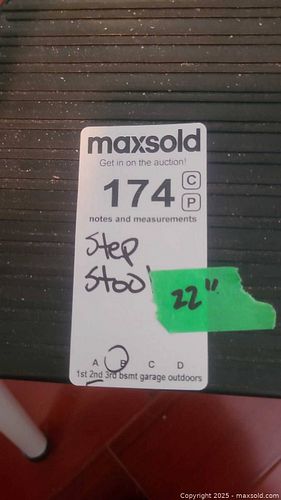 maxsold
Get in on the auction!
174 C
P
notes and measurements
Step
Stool
22"
A B C D
1st 2nd 3rd bsmt garage outdoors
Copyright 2025 - maxsold.com